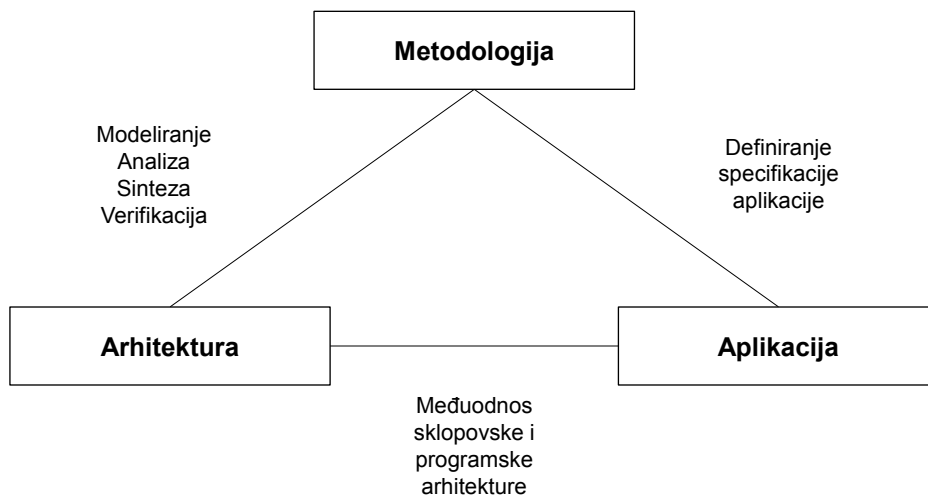 Metodologija
Modeliranje
Analiza
Sinteza
Verifikacija
Definiranje
specifikacije
aplikacije
Arhitektura
Aplikacija
Međuodnos
sklopovske i
programske
arhitekture